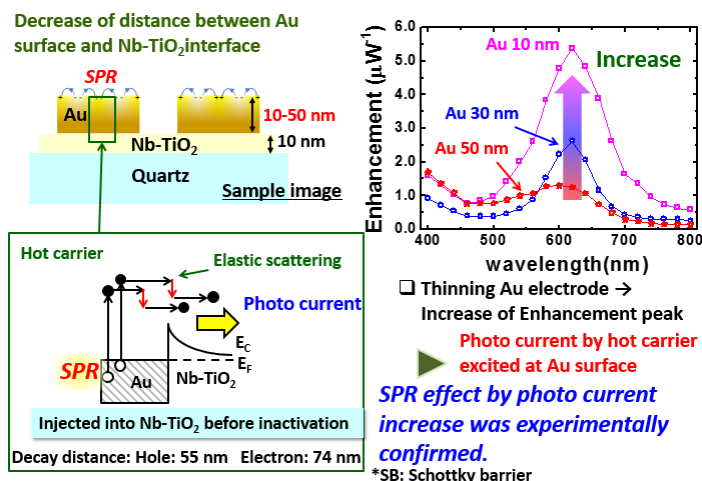 Decrease of distance between Au
surface and Nb-TiO2interface
SPR
Au
10-50 nm
Nb-TiO2
10 nm
Quartz
Sample image
Hot carrier
Elastic scattering
Photo current
EC
EF
SPR
Au
Nb-TiO2
Injected into Nb-TiO2 before inactivation
Decay distance: Hole: 55 nm Electron: 74 nm
Enhancement (μW-1)
6.0
5.0
4.0
3.0
2.0
1.0
0.0
Au 10 nm
Increase
Au 30 nm
Au 50 nm
400 500 600 700 800
wavelength(nm)
❑ Thinning Au electrode →
Increase of Enhancement peak
Photo current by hot carrier
excited at Au surface
SPR effect by photo current
increase was experimentally
confirmed.
*SB: Schottky barrier